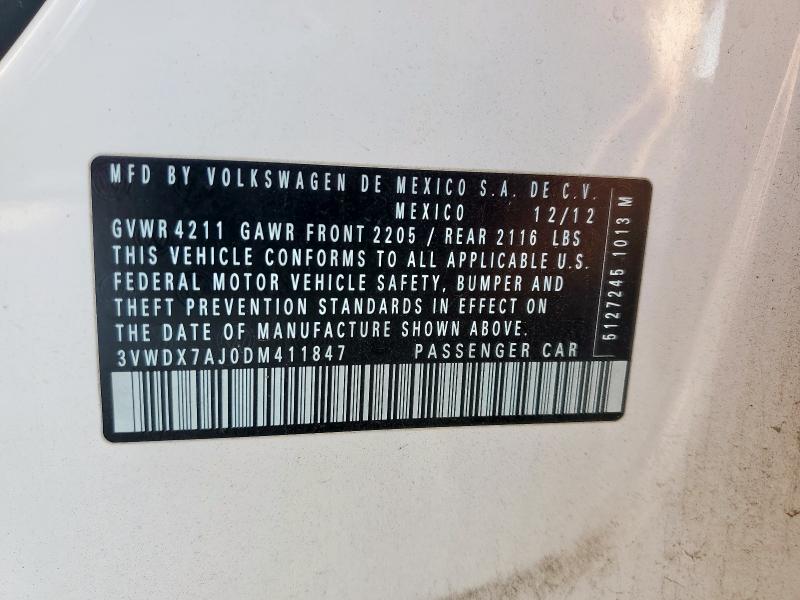 MFD BY VOLKSWAGEN DE MEXICO S.A. DE C.V.
MEXICO 12/12
GVWR 4211 GAWR FRONT 2205 / REAR 2116 LBS
THIS VEHICLE CONFORMS TO ALL APPLICABLE U.S.
FEDERAL MOTOR VEHICLE SAFETY, BUMPER AND
THEFT PREVENTION STANDARDS IN EFFECT ON
THE DATE OF MANUFACTURE SHOWN ABOVE.
3VWDX7AJ0DM411847 PASSENGER CAR
5127245 1013 M